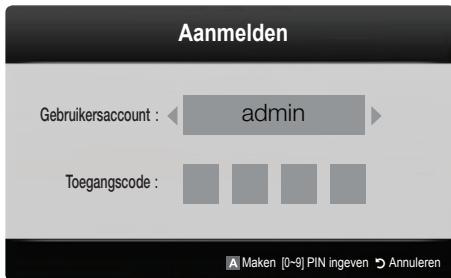 Aanmelden
Gebruikersaccount : admin
Toegangscode :
A Maken [0~9] PIN ingeven Annuleren